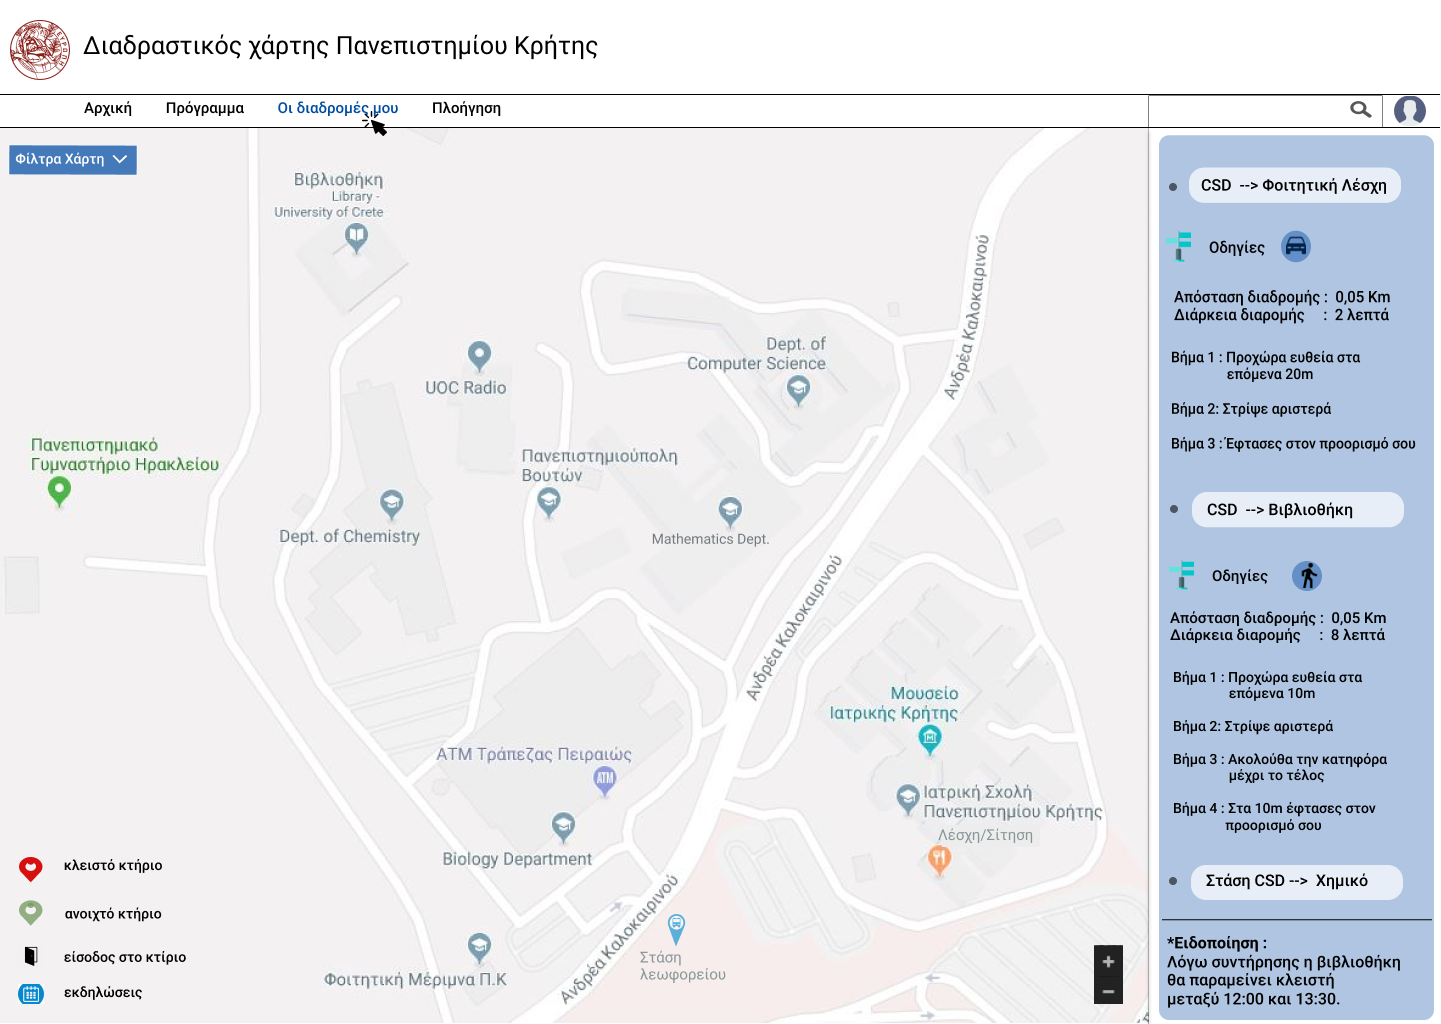 Διαδραστικός χάρτης Πανεπιστημίου Κρήτης
Αρχική Πρόγραμμα Οι διαδρομές μου Πλοήγηση
Φίλτρα Χάρτη
Βιβλιοθήκη
Library -
University of Crete
Dept. of
Computer Science
UOC Radio
Πανεπιστημιακό
Γυμναστήριο Ηρακλείου
Πανεπιστημιούπολη
Βουτών
Dept. of Chemistry
Mathematics Dept.
Ανδρέα Καλοκαιρινού
Ανδρέα Καλοκαιρινού
Ανδρέα Καλοκαιρινού
Μουσείο
Ιατρικής Κρήτης
ATM Τράπεζας Πειραιώς
ATM
Ιατρική Σχολή
Πανεπιστημίου Κρήτης
Λέσχη/Σίτηση
Biology Department
Στάση
λεωφορείου
Φοιτητική Μέριμνα Π.Κ
κλειστό κτήριο
ανοιχτό κτήριο
είσοδος στο κτίριο
εκδηλώσεις
+
−
CSD --> Φοιτητική Λέσχη
Οδηγίες
Απόσταση διαδρομής : 0,05 Km
Διάρκεια διαρομής : 2 λεπτά
Βήμα 1 : Προχώρα ευθεία στα
επόμενα 20m
Βήμα 2: Στρίψε αριστερά
Βήμα 3 : Έφτασες στον προορισμό σου
CSD --> Βιβλιοθήκη
Οδηγίες
Απόσταση διαδρομής : 0,05 Km
Διάρκεια διαρομής : 8 λεπτά
Βήμα 1 : Προχώρα ευθεία στα
επόμενα 10m
Βήμα 2: Στρίψε αριστερά
Βήμα 3 : Ακολούθα την κατηφόρα
μέχρι το τέλος
Βήμα 4 : Στα 10m έφτασες στον
προορισμό σου
Στάση CSD --> Χημικό
*Ειδοποίηση :
Λόγω συντήρησης η βιβλιοθήκη
θα παραμείνει κλειστή
μεταξύ 12:00 και 13:30.